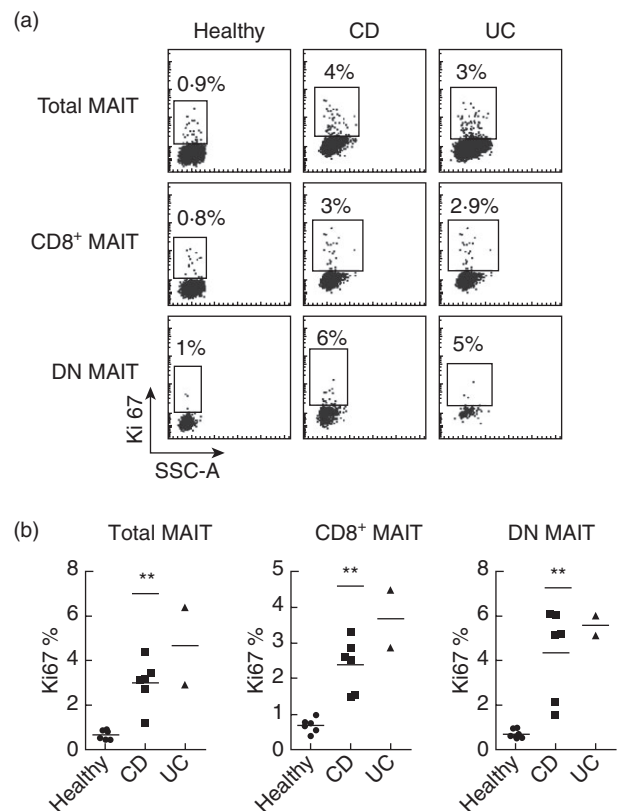 (a)
Healthy CD UC
Total MAIT 0·9% 4% 3%
CD8⁺ MAIT 0·8% 3% 2·9%
DN MAIT 1% 6% 5%
Ki 67
SSC-A
(b)
Total MAIT CD8⁺ MAIT DN MAIT
8 5 8
** ** **
6 4 6
3
4 4
2
2 2
1
0 0 0
Ki67 % Ki67 % Ki67 %
Healthy CD UC Healthy CD UC Healthy CD UC